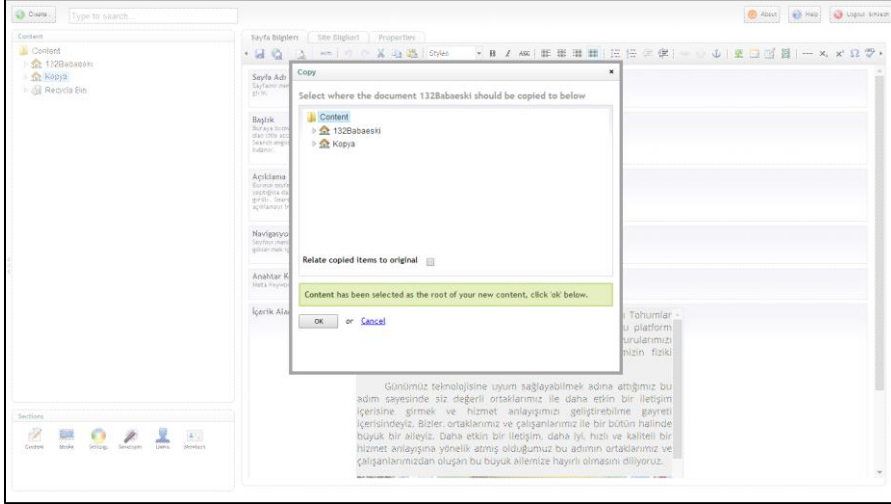 Create..
Type to search...
About
Help
Content
Content
132Babaeski
Kopya
Recycle Bin
Sayfa Bilgileri
Site Bilgileri
Properties
Styles
B I ABC
Sayfa Adı
Başlık
Açıklama
Navigasyo
Anahtar K
İçerik Ala
Copy
Select where the document 132Babaeski should be copied to below
Content
132Babaeski
Kopya
Relate copied items to original
Content has been selected as the root of your new content, click 'ok' below.
OK or Cancel
Tohumlar
u platform
urularımızı
mizin fiziki
Günümüz teknolojisine uyum sağlayabilmek adına attığımız bu
adım sayesinde siz değerli ortaklarımız ile daha etkin bir iletişim
içerisine girmek ve hizmet anlayışımızı geliştirebilme gayreti
içerisindeyiz. Bizler, ortaklarımız ve çalışanlarımız ile bir bütün halinde
büyük bir aileyiz. Daha etkin bir iletişim, daha iyi, hızlı ve kaliteli bir
hizmet anlayışına yönelik atmış olduğumuz bu adımın ortaklarımız ve
çalışanlarımızdan oluşan bu büyük ailemize hayırlı olmasını diliyoruz.
Sections
Content
Media
Settings
Developer
Users
Members